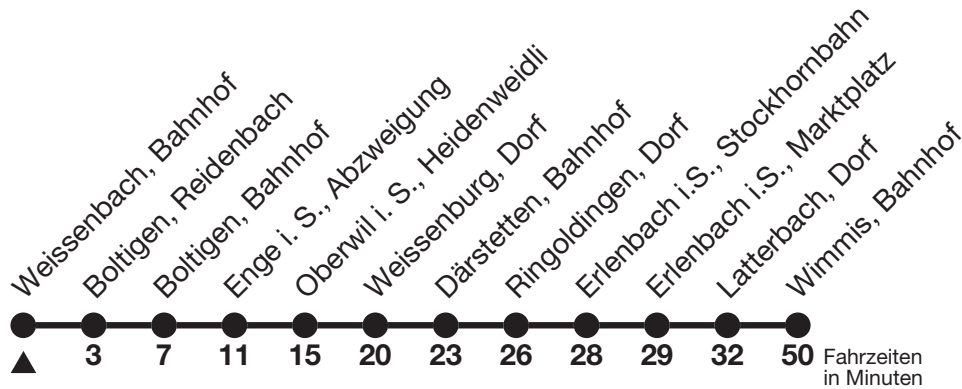 Weissenbach, Bahnhof
Boltigen, Reidenbach
Boltigen, Bahnhof
Enge i. S., Abzweigung
Oberwil i. S., Heidenweidli
Weissenburg, Dorf
Därstetten, Bahnhof
Ringoldingen, Dorf
Erlenbach i.S., Stockhornbahn
Erlenbach i.S., Marktplatz
Latterbach, Dorf
Wimmis, Bahnhof
3 7 11 15 20 23 26 28 29 32 50 Fahrzeiten
in Minuten